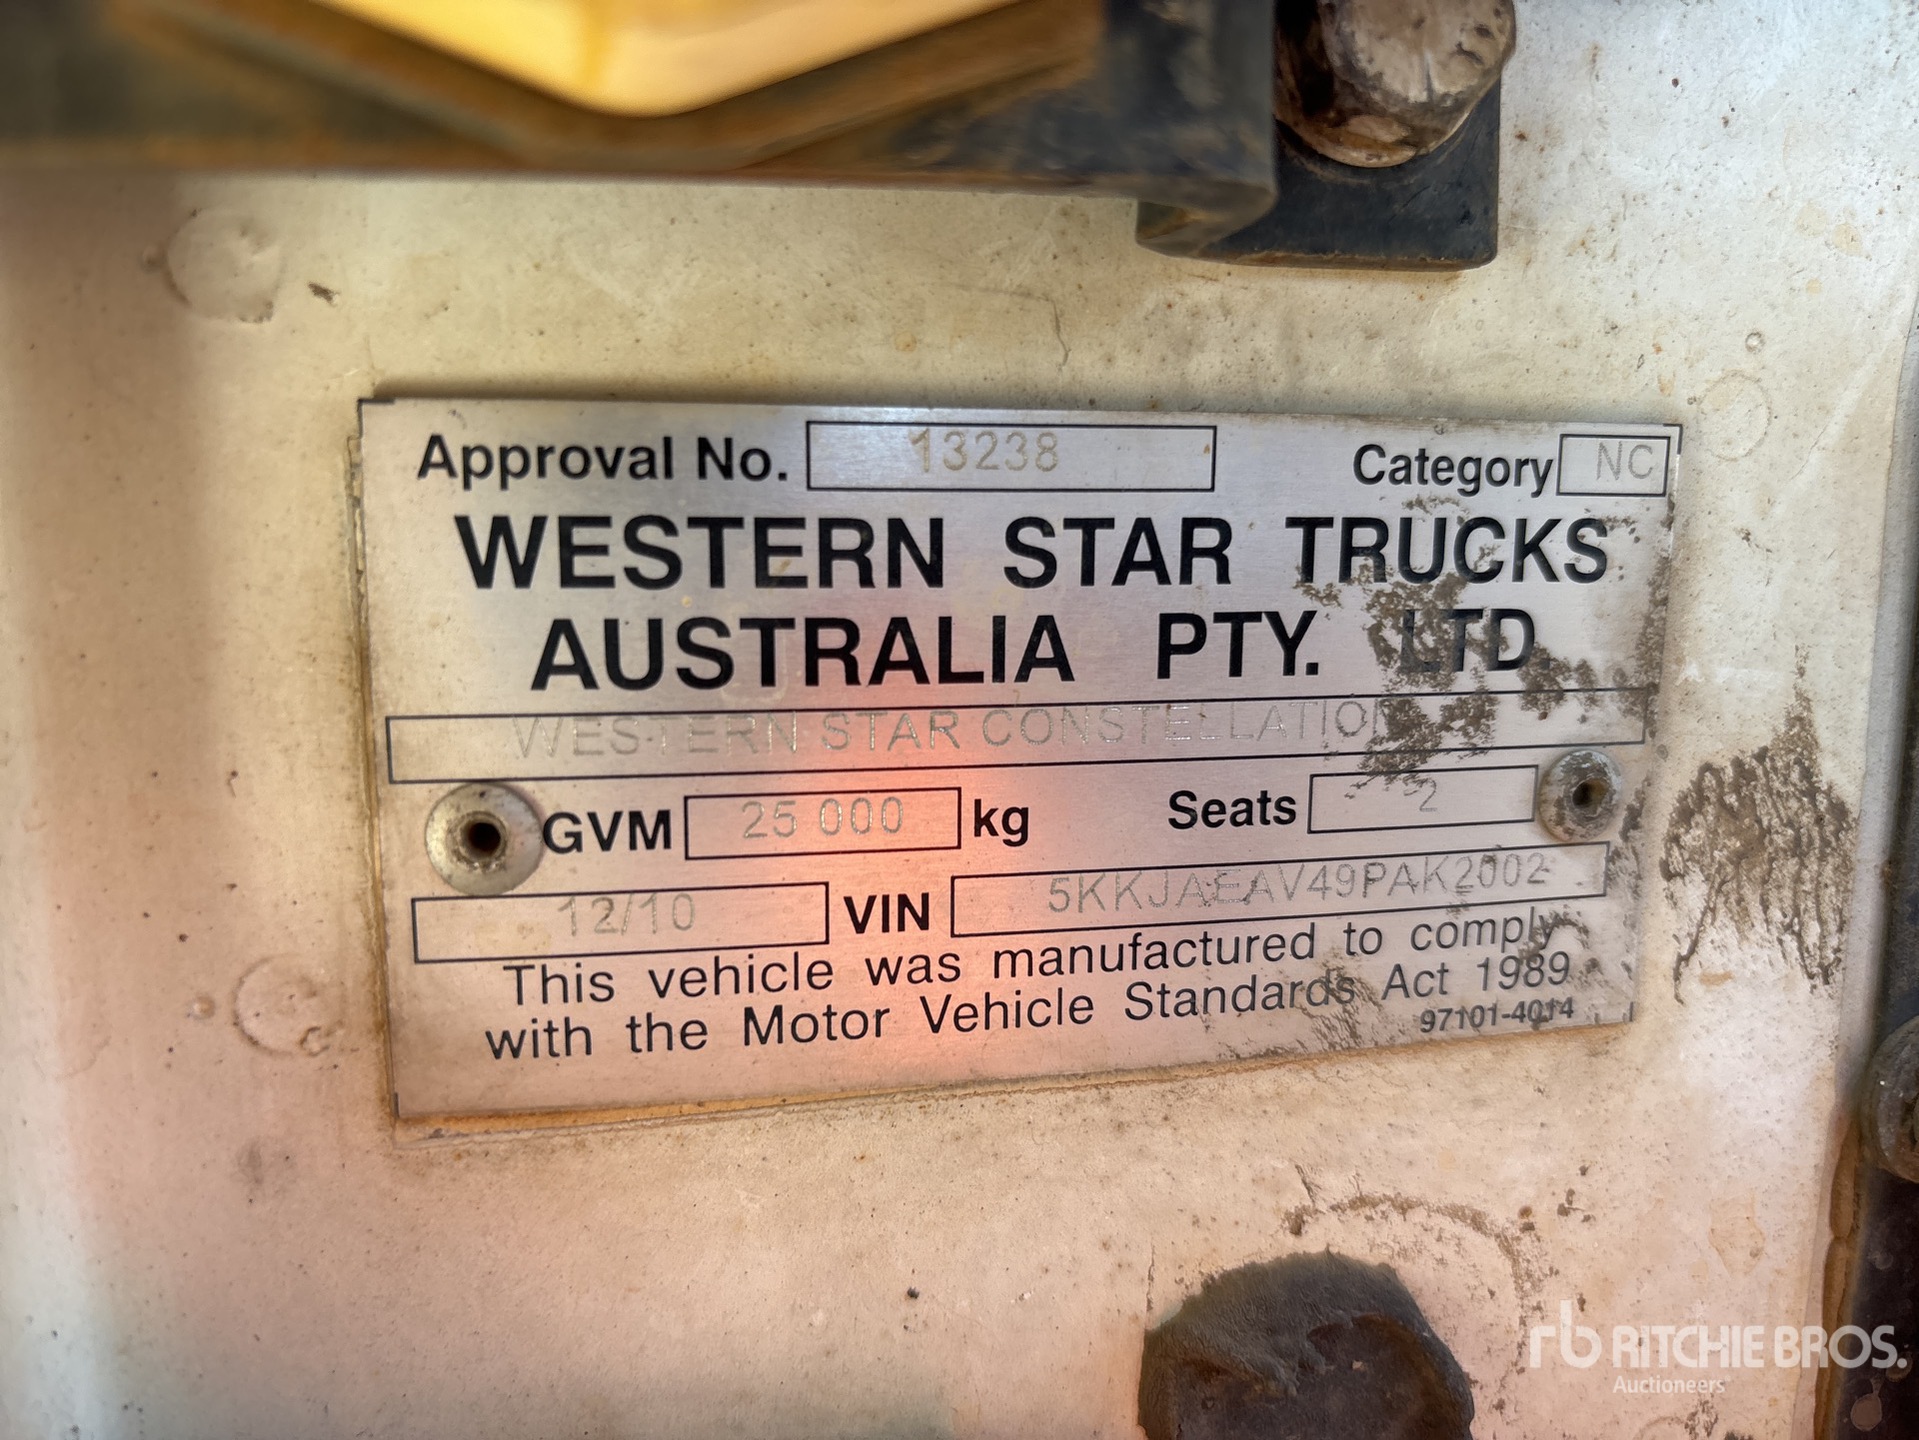 Approval No. 13238 Category NC
WESTERN STAR TRUCKS
AUSTRALIA PTY. LTD.
WESTERN STAR CONSTELLATION
GVM 25 000 kg Seats 2
12/10 VIN 5KKJAEAV49PAK2002
This vehicle was manufactured to comply
with the Motor Vehicle Standards Act 1989
97101-4014
rb RITCHIE BROS.
Auctioneers